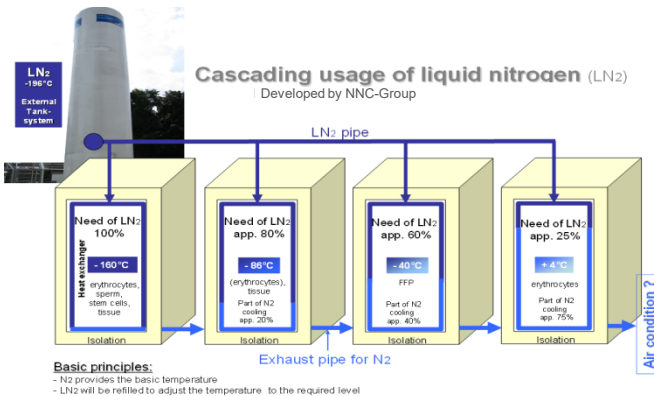 LN2
-196°C
External
Tank-
system
Cascading usage of liquid nitrogen (LN2)
Developed by NNC-Group
LN2 pipe
Need of LN2
100%
Heat exchanger
- 160°C
erythrocytes,
sperm,
stem cells,
tissue
Isolation
Need of LN2
app. 80%
- 86°C
(erythrocytes),
tissue
Part of N2
cooling
app. 20%
Isolation
Need of LN2
app. 60%
- 40°C
FFP
Part of N2
cooling
app. 40%
Isolation
Need of LN2
app. 25%
+ 4°C
erythrocytes
Part of N2
cooling
app. 75%
Isolation
Air condition ?
Exhaust pipe for N2
Basic principles:
- N2 provides the basic temperature
- LN2 will be refilled to adjust the temperature to the required level